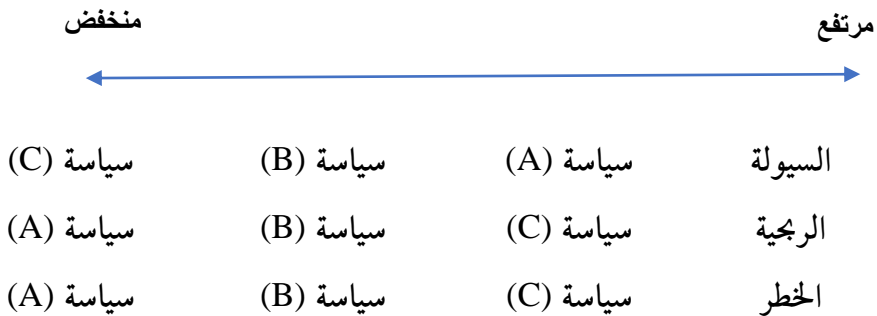 مرتفع منخفض
السيولة سياسة (A) سياسة (B) سياسة (C)
الربحية سياسة (C) سياسة (B) سياسة (A)
الخطر سياسة (C) سياسة (B) سياسة (A)